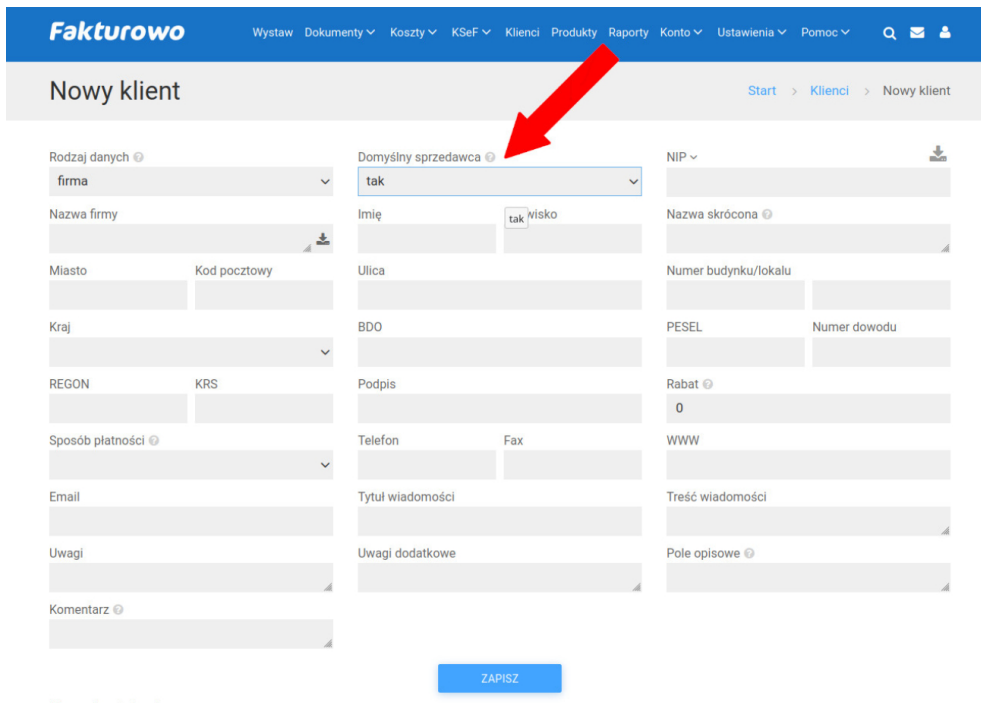 Fakturowo
Wystaw Dokumenty Koszty KSeF Klienci Produkty Raporty Konto Ustawienia Pomoc
Nowy klient
Start > Klienci > Nowy klient
Rodzaj danych Domyślny sprzedawca NIP
firma tak
Nazwa firmy Imię wisko Nazwa skrócona
tak
Miasto Kod pocztowy Ulica Numer budynku/lokalu
Kraj BDO PESEL Numer dowodu
REGON KRS Podpis Rabat
0
Sposób płatności Telefon Fax WWW
Email Tytuł wiadomości Treść wiadomości
Uwagi Uwagi dodatkowe Pole opisowe
Komentarz
ZAPISZ